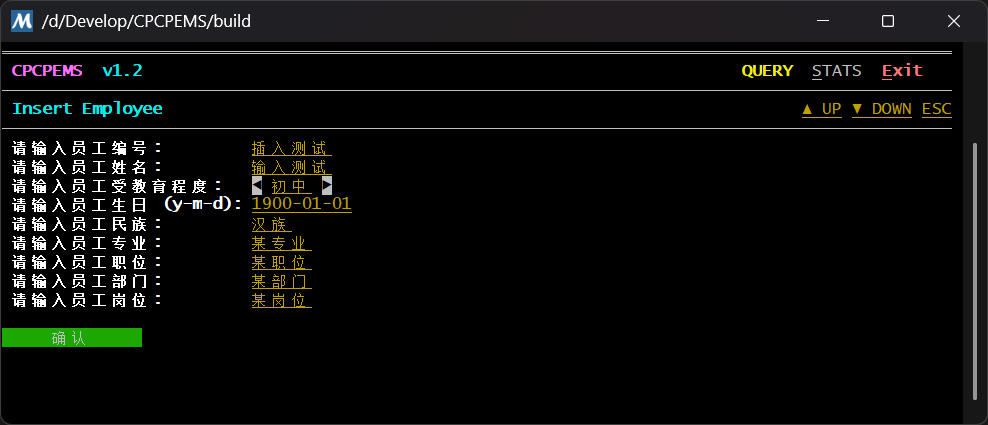 /d/Develop/CPCPEMS/build
CPCPEMS v1.2 QUERY STATS Exit
Insert Employee ▲ UP ▼ DOWN ESC
请输入员工编号： 插入测试
请输入员工姓名： 输入测试
请输入员工受教育程度： < 初中 >
请输入员工生日 (y-m-d): 1900-01-01
请输入员工民族： 汉族
请输入员工专业： 某专业
请输入员工职位： 某职位
请输入员工部门： 某部门
请输入员工岗位： 某岗位
确认